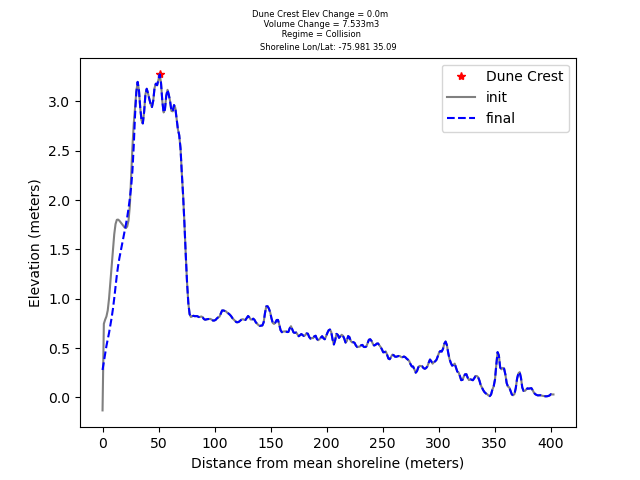 Dune Crest Elev Change = 0.0m
Volume Change = 7.533m3
Regime = Collision
Shoreline Lon/Lat: -75.981 35.09
Dune Crest
init
final
3.0
2.5
2.0
1.5
1.0
0.5
0.0
Elevation (meters)
0 50 100 150 200 250 300 350 400
Distance from mean shoreline (meters)